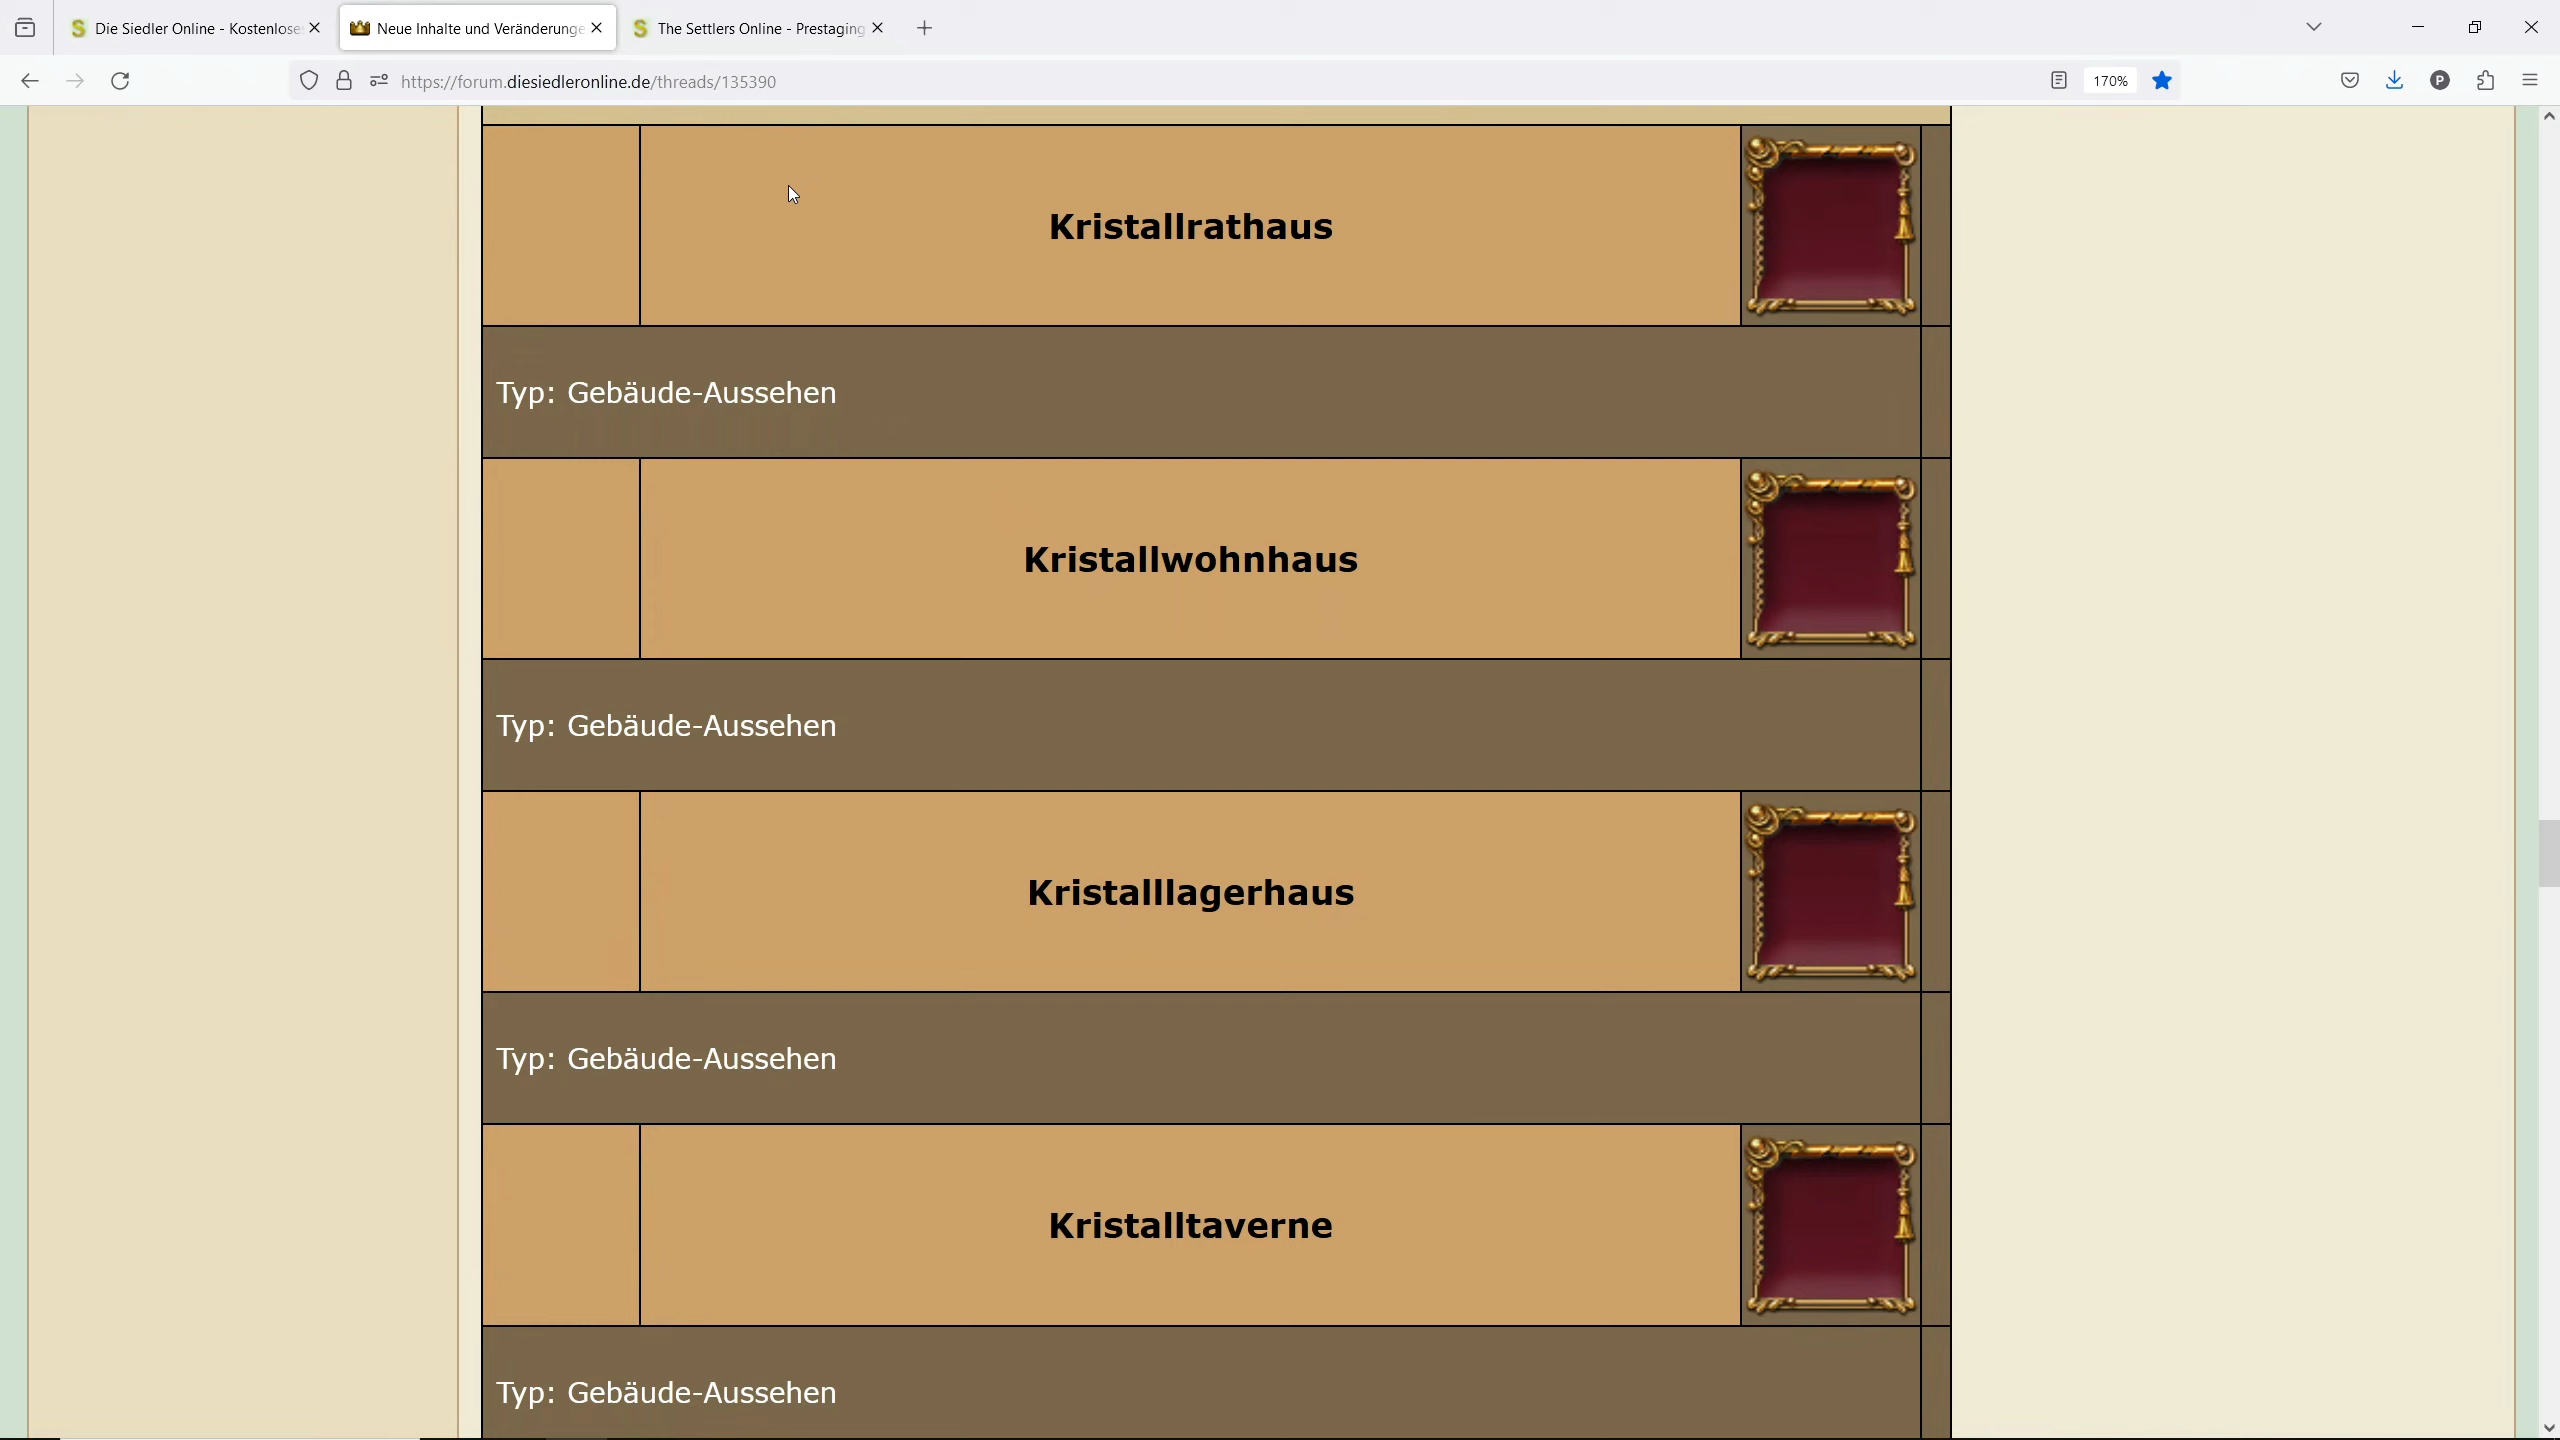 Die Siedler Online - Kostenlose
Neue Inhalte und Veränderunge
The Settlers Online - Prestaging
https://forum.diesiedleronline.de/threads/135390
170%
P
Kristallrathaus
Typ: Gebäude-Aussehen
Kristallwohnhaus
Typ: Gebäude-Aussehen
Kristalllagerhaus
Typ: Gebäude-Aussehen
Kristalltaverne
Typ: Gebäude-Aussehen